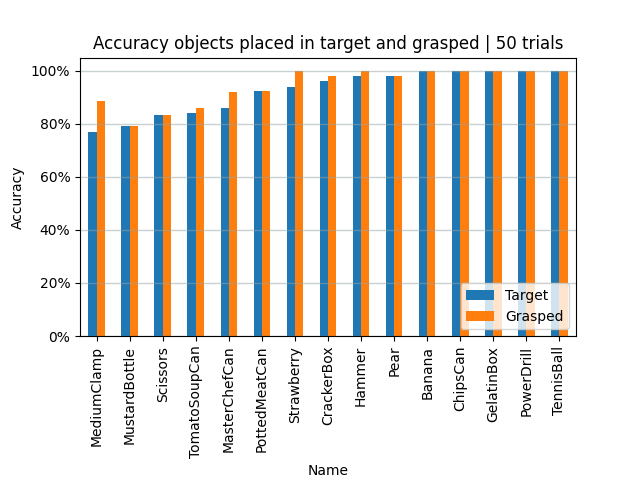 Accuracy objects placed in target and grasped | 50 trials
100%
80%
60%
40%
20%
0%
Accuracy
Target
Grasped
MediumClamp
MustardBottle
Scissors
TomatoSoupCan
MasterChefCan
PottedMeatCan
Strawberry
CrackerBox
Hammer
Pear
Banana
ChipsCan
GelatinBox
PowerDrill
TennisBall
Name